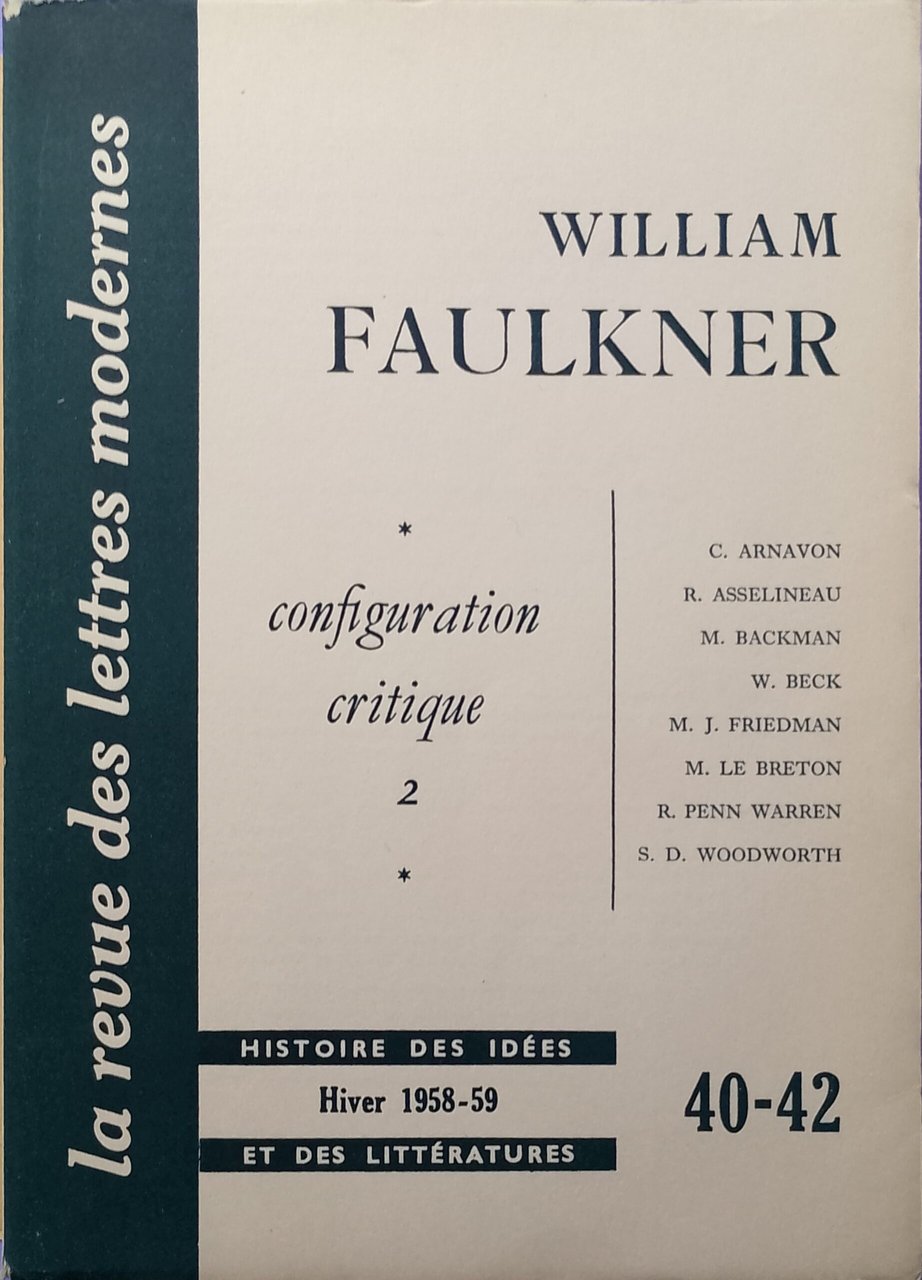 la revue des lettres modernes
WILLIAM
FAULKNER
*
configuration
critique
2
*
C. ARNAVON
R. ASSELINEAU
M. BACKMAN
W. BECK
M. J. FRIEDMAN
M. LE BRETON
R. PENN WARREN
S. D. WOODWORTH
HISTOIRE DES IDÉES
Hiver 1958-59
ET DES LITTÉRATURES
40-42